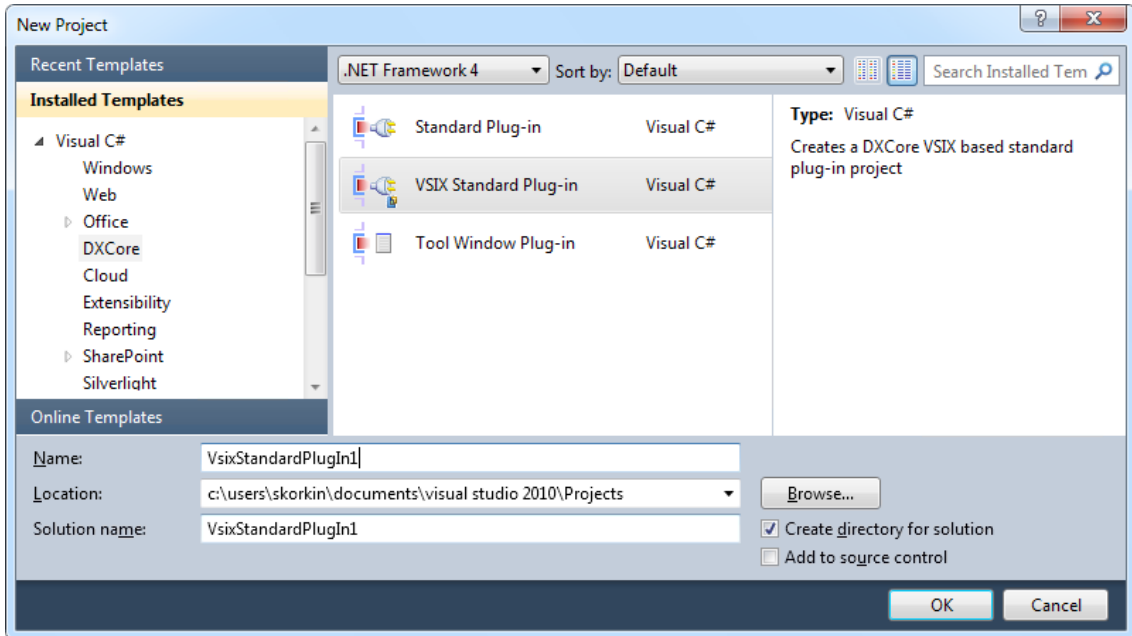 New Project
Recent Templates
Installed Templates
Visual C#
Windows
Web
Office
DXCore
Cloud
Extensibility
Reporting
SharePoint
Silverlight
Online Templates
.NET Framework 4
Sort by: Default
Search Installed Tem
Standard Plug-in Visual C#
VSIX Standard Plug-in Visual C#
Tool Window Plug-in Visual C#
Type: Visual C#
Creates a DXCore VSIX based standard
plug-in project
Name: VsixStandardPlugIn1
Location: c:\users\skorkin\documents\visual studio 2010\Projects
Browse...
Solution name: VsixStandardPlugIn1
Create directory for solution
Add to source control
OK Cancel